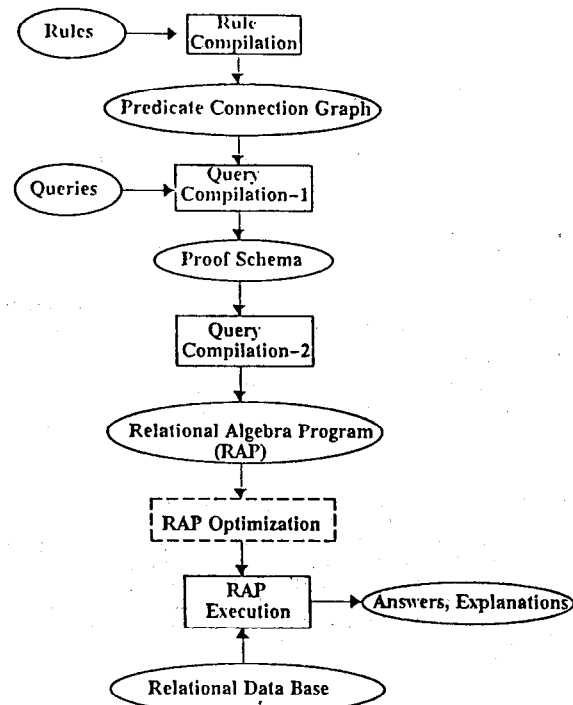 Rules
Rule
Compilation
Predicate Connection Graph
Queries
Query
Compilation-1
Proof Schema
Query
Compilation-2
Relational Algebra Program
(RAP)
RAP Optimization
RAP
Execution
Answers, Explanations
Relational Data Base